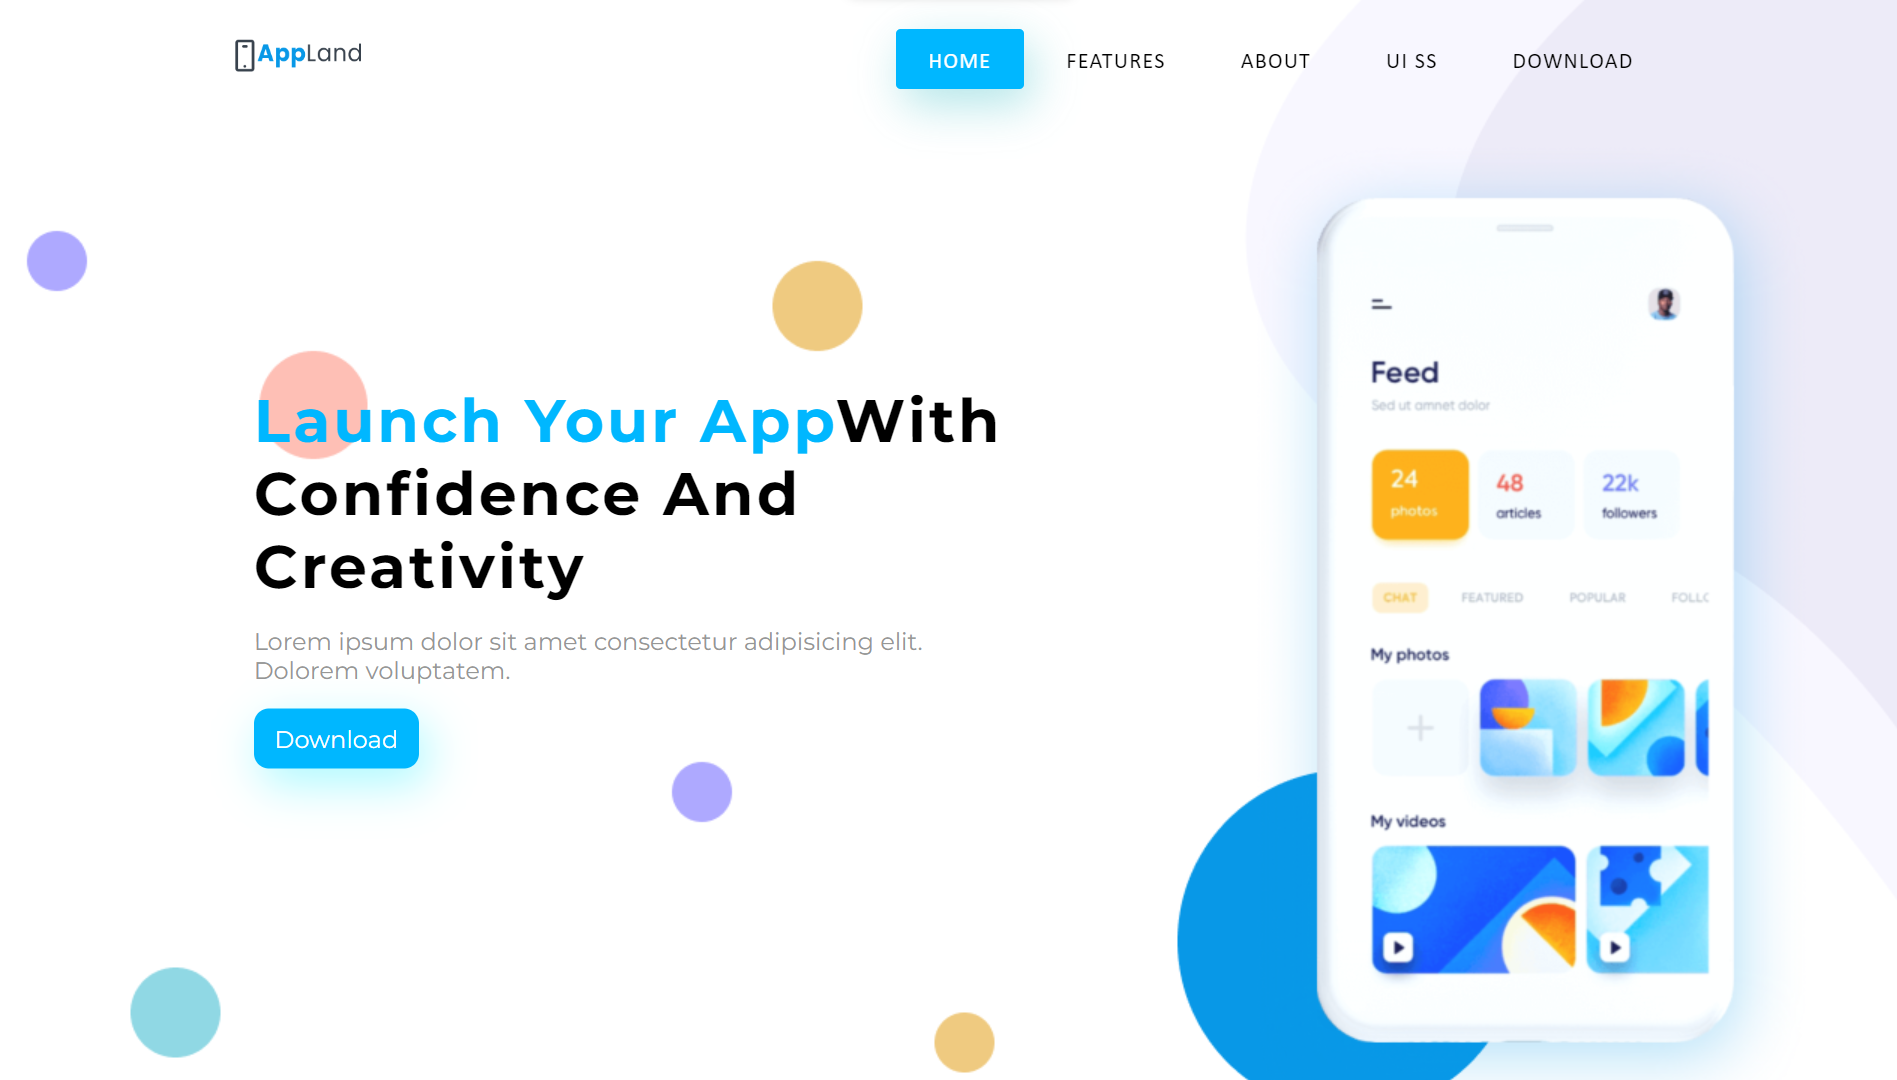 AppLand
HOME FEATURES ABOUT UI SS DOWNLOAD
Launch Your AppWith
Confidence And
Creativity
Lorem ipsum dolor sit amet consectetur adipisicing elit.
Dolorem voluptatem.
Download
Feed
Sed ut amnet dolor
24 48 22k
photos articles followers
CHAT FEATURED POPULAR FOLLC
My photos
My videos